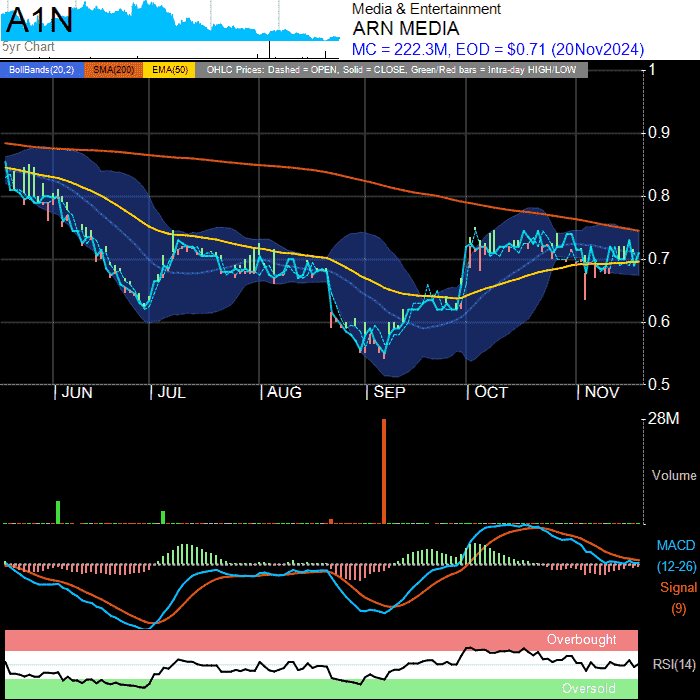 A1N
5yr Chart
Media & Entertainment
ARN MEDIA
MC = 222.3M, EOD = $0.71 (20Nov2024)
BollBands(20,2) SMA(200) EMA(50) OHLC Prices: Dashed = OPEN, Solid = CLOSE, Green/Red bars = Intra-day HIGH/LOW
1
0.9
0.8
0.7
0.6
0.5
JUN JUL AUG SEP OCT NOV
28M
Volume
MACD
(12-26)
Signal
(9)
Overbought
RSI(14)
Oversold